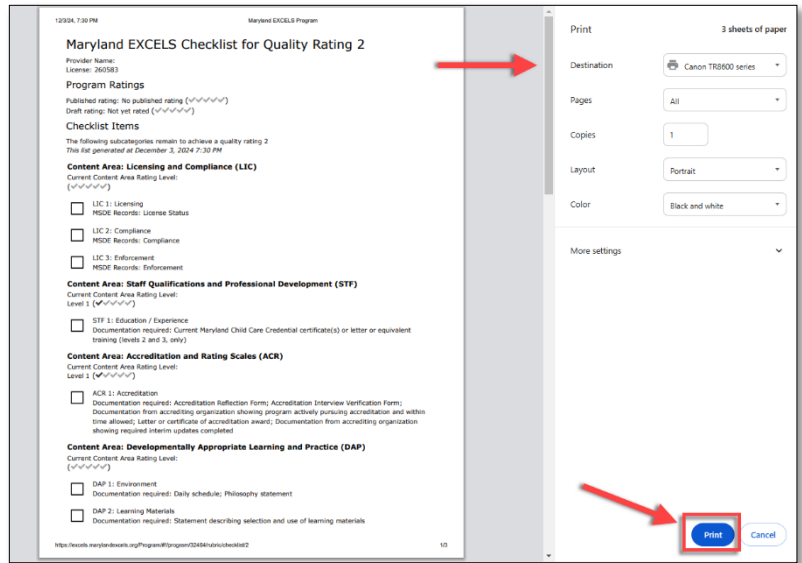 12/3/24, 7:30 PM Maryland EXCELS Program
Maryland EXCELS Checklist for Quality Rating 2
Provider Name:
License: 260583
Program Ratings
Published rating: No published rating (✓✓✓✓✓)
Draft rating: Not yet rated (✓✓✓✓✓)
Checklist Items
The following subcategories remain to achieve a quality rating 2
This list generated at December 3, 2024 7:30 PM
Content Area: Licensing and Compliance (LIC)
Current Content Area Rating Level:
(✓✓✓✓✓)
LIC 1: Licensing
MSDE Records: License Status
LIC 2: Compliance
MSDE Records: Compliance
LIC 3: Enforcement
MSDE Records: Enforcement
Content Area: Staff Qualifications and Professional Development (STF)
Current Content Area Rating Level:
Level 1 (✓✓✓✓✓)
STF 1: Education / Experience
Documentation required: Current Maryland Child Care Credential certificate(s) or letter or equivalent
training (levels 2 and 3, only)
Content Area: Accreditation and Rating Scales (ACR)
Current Content Area Rating Level:
Level 1 (✓✓✓✓✓)
ACR 1: Accreditation
Documentation required: Accreditation Reflection Form; Accreditation Interview Verification Form;
Documentation from accrediting organization showing program actively pursuing accreditation and within
time allowed; Letter or certificate of accreditation award; Documentation from accrediting organization
showing required interim updates completed
Content Area: Developmentally Appropriate Learning and Practice (DAP)
Current Content Area Rating Level:
(✓✓✓✓✓)
DAP 1: Environment
Documentation required: Daily schedule; Philosophy statement
DAP 2: Learning Materials
Documentation required: Statement describing selection and use of learning materials
https://excels.marylandexcels.org/Program/#/program/32484/rubric/checklist/2 1/3
Print 3 sheets of paper
Destination Canon TR8600 series
Pages All
Copies 1
Layout Portrait
Color Black and white
More settings
Print Cancel